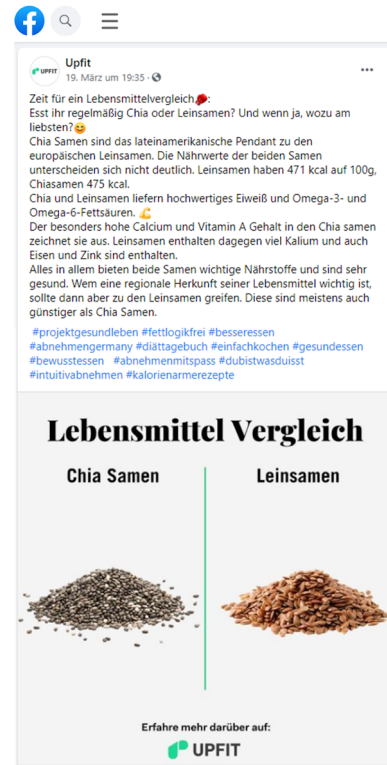 Upfit
19. März um 19:35 ·
Zeit für ein Lebensmittelvergleich🌹:
Esst ihr regelmäßig Chia oder Leinsamen? Und wenn ja, wozu am
liebsten?😊
Chia Samen sind das lateinamerikanische Pendant zu den
europäischen Leinsamen. Die Nährwerte der beiden Samen
unterscheiden sich nicht deutlich. Leinsamen haben 471 kcal auf 100g,
Chiasamen 475 kcal.
Chia und Leinsamen liefern hochwertiges Eiweiß und Omega-3- und
Omega-6-Fettsäuren. 💪
Der besonders hohe Calcium und Vitamin A Gehalt in den Chia samen
zeichnet sie aus. Leinsamen enthalten dagegen viel Kalium und auch
Eisen und Zink sind enthalten.
Alles in allem bieten beide Samen wichtige Nährstoffe und sind sehr
gesund. Wem eine regionale Herkunft seiner Lebensmittel wichtig ist,
sollte dann aber zu den Leinsamen greifen. Diese sind meistens auch
günstiger als Chia Samen.
#projektgesundleben #fettlogikfrei #besseressen
#abnehmengermany #diättagebuch #einfachkochen #gesundessen
#bewusstessen #abnehmenmitspass #dubistwasduisst
#intuitivabnehmen #kalorienarmerezepte
Lebensmittel Vergleich
Chia Samen
Leinsamen
Erfahre mehr darüber auf:
UPFIT
UPFIT